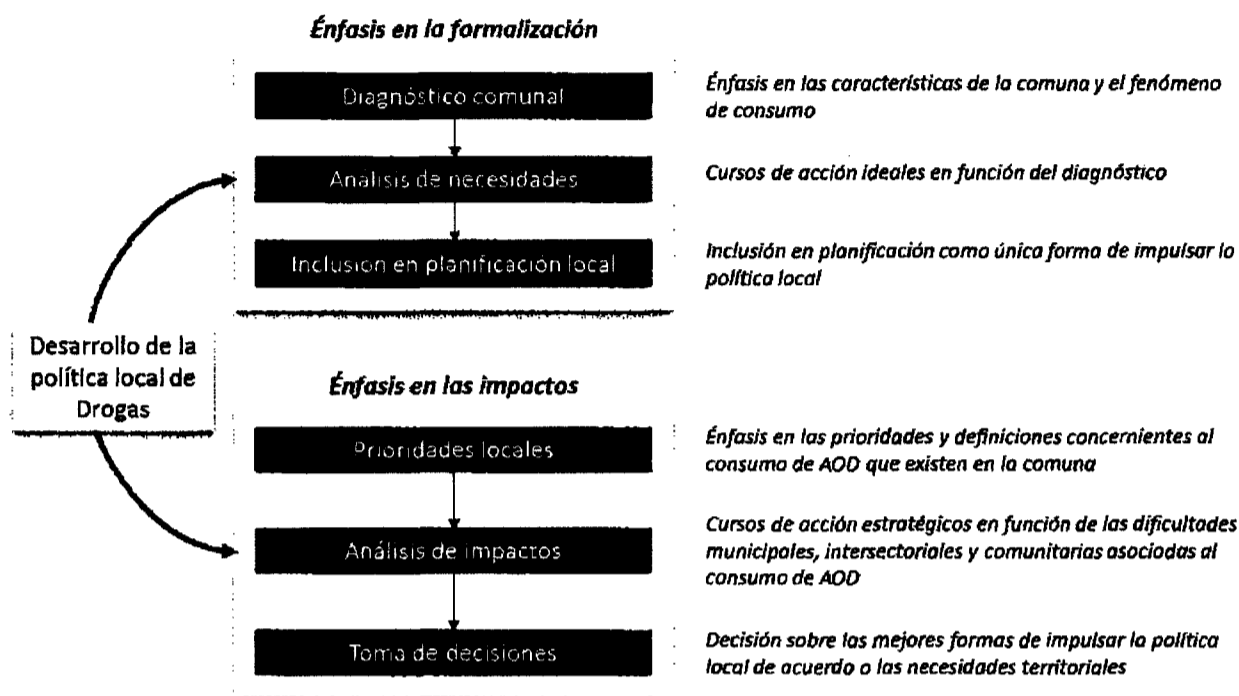 Énfasis en la formalización
Diagnóstico comunal
Énfasis en las características de la comuna y el fenómeno
de consumo
Análisis de necesidades
Cursos de acción ideales en función del diagnóstico
Inclusión en planificación local
Inclusión en planificación como única forma de impulsar la
política local
Desarrollo de la
política local de
Drogas
Énfasis en las impactos
Prioridades locales
Énfasis en las prioridades y definiciones concernientes al
consumo de AOD que existen en la comuna
Análisis de impactos
Cursos de acción estratégicos en función de las dificultades
municipales, intersectoriales y comunitarias asociadas al
consumo de AOD
Toma de decisiones
Decisión sobre las mejores formas de impulsar la política
local de acuerdo a las necesidades territoriales